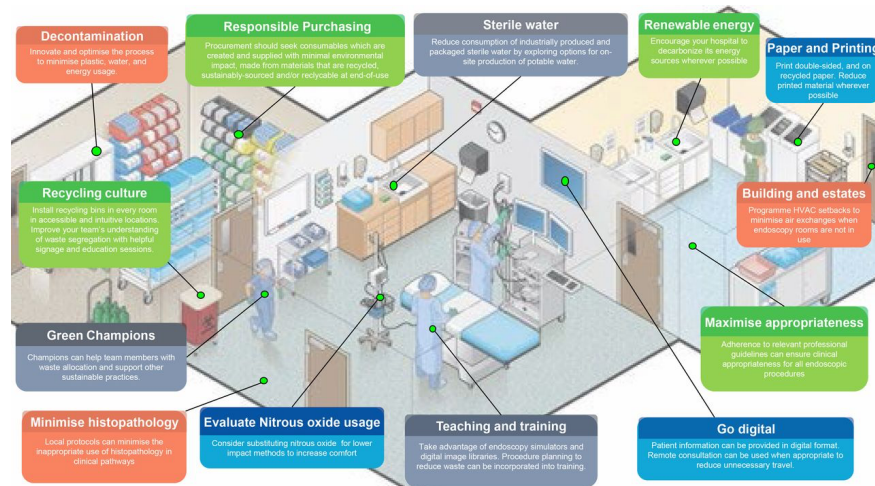 Decontamination
Innovate and optimise the process
to minimise plastic, water, and
energy usage.
Responsible Purchasing
Procurement should seek consumables which are
created and supplied with minimal environmental
impact, made from materials that are recycled,
sustainably-sourced and/or reclycable at end-of-use
Sterile water
Reduce consumption of industrially produced and
packaged sterile water by exploring options for on-
site production of potable water.
Renewable energy
Encourage your hospital to
decarbonize its energy
sources wherever possible
Paper and Printing
Print double-sided, and on
recycled paper. Reduce
printed material wherever
possible
Recycling culture
Install recycling bins in every room
in accessible and intuitive locations.
Improve your team's understanding
of waste segregation with helpful
signage and education sessions.
Building and estates
Programme HVAC setbacks to
minimise air exchanges when
endoscopy rooms are not in
use
Green Champions
Champions can help team members with
waste allocation and support other
sustainable practices.
Maximise appropriateness
Adherence to relevant professional
guidelines can ensure clinical
appropriateness for all endoscopic
procedures
Minimise histopathology
Local protocols can minimise the
inappropriate use of histopathology in
clinical pathways
Evaluate Nitrous oxide usage
Consider substituting nitrous oxide for lower
impact methods to increase comfort
Teaching and training
Take advantage of endoscopy simulators and
digital image libraries. Procedure planning to
reduce waste can be incorporated into training.
Go digital
Patient information can be provided in digital format.
Remote consultation can be used when appropriate to
reduce unnecessary travel.